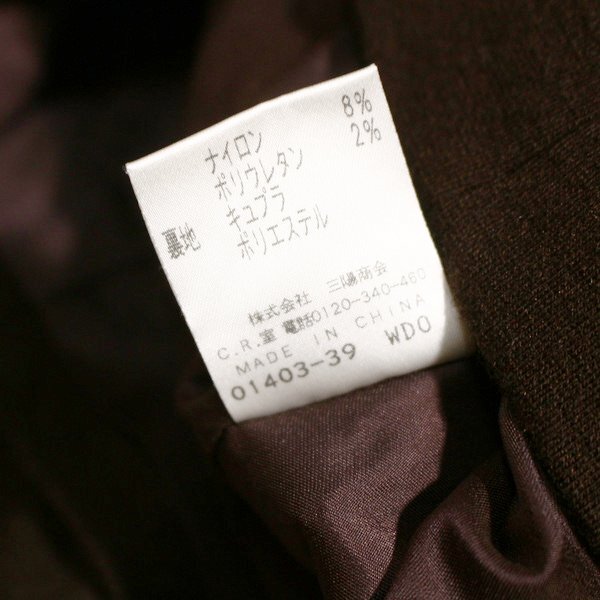 ナイロン 8%
ポリウレタン 2%
裏地 キュプラ
ポリエステル
株式会社 三陽商会
C.R.室 電話0120-340-460
MADE IN CHINA
01403-39 WDO